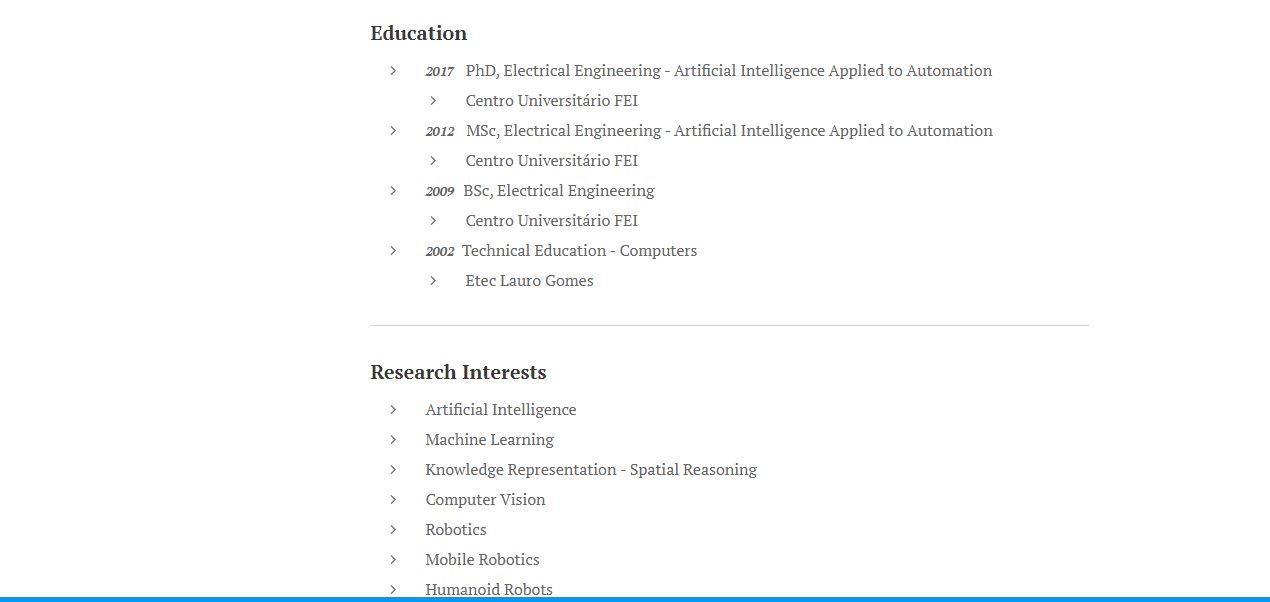 Education
2017 PhD, Electrical Engineering - Artificial Intelligence Applied to Automation
Centro Universitário FEI
2012 MSc, Electrical Engineering - Artificial Intelligence Applied to Automation
Centro Universitário FEI
2009 BSc, Electrical Engineering
Centro Universitário FEI
2002 Technical Education - Computers
Etec Lauro Gomes
Research Interests
Artificial Intelligence
Machine Learning
Knowledge Representation - Spatial Reasoning
Computer Vision
Robotics
Mobile Robotics
Humanoid Robots